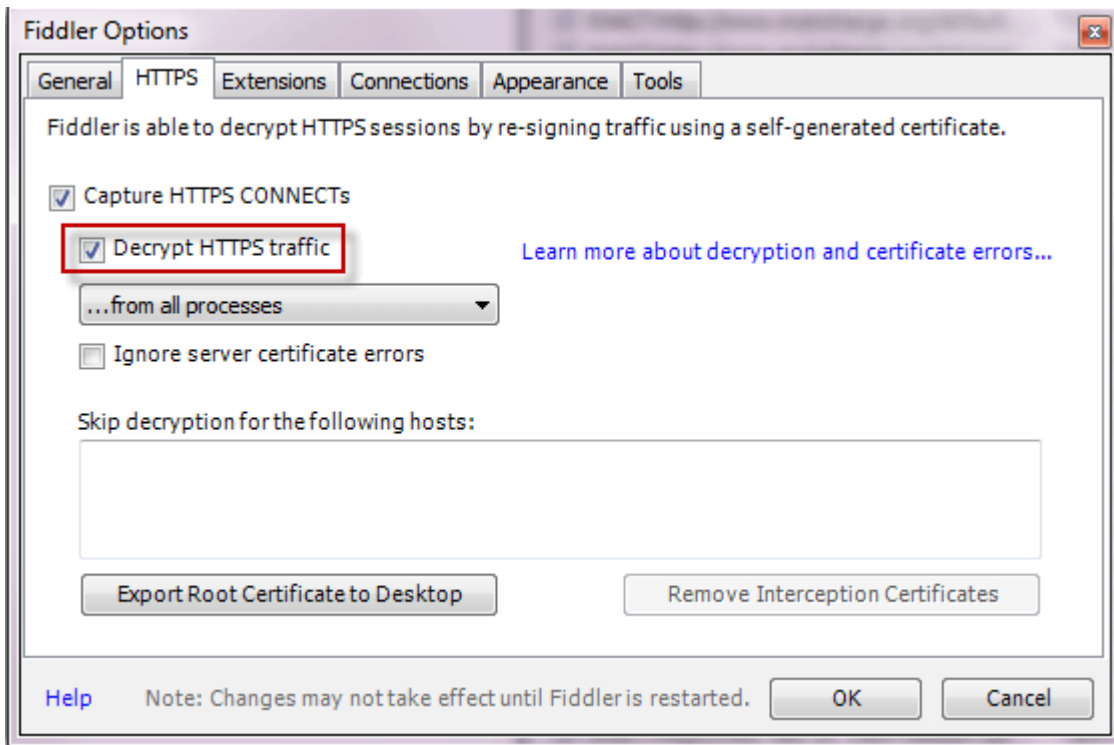 Fiddler Options
General HTTPS Extensions Connections Appearance Tools
Fiddler is able to decrypt HTTPS sessions by re-signing traffic using a self-generated certificate.
Capture HTTPS CONNECTs
Decrypt HTTPS traffic
Learn more about decryption and certificate errors...
...from all processes
Ignore server certificate errors
Skip decryption for the following hosts:
Export Root Certificate to Desktop
Remove Interception Certificates
Help
Note: Changes may not take effect until Fiddler is restarted.
OK
Cancel